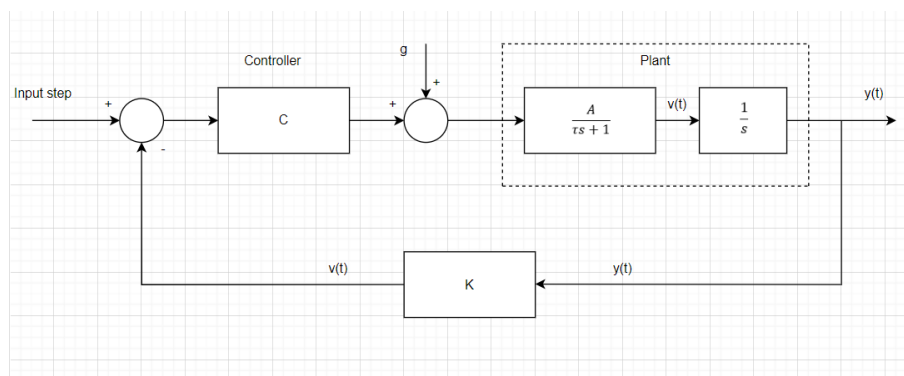 Controller
g
Plant
Input step
+
+
+
C
A
τs + 1
v(t)
1
s
y(t)
-
v(t)
K
y(t)